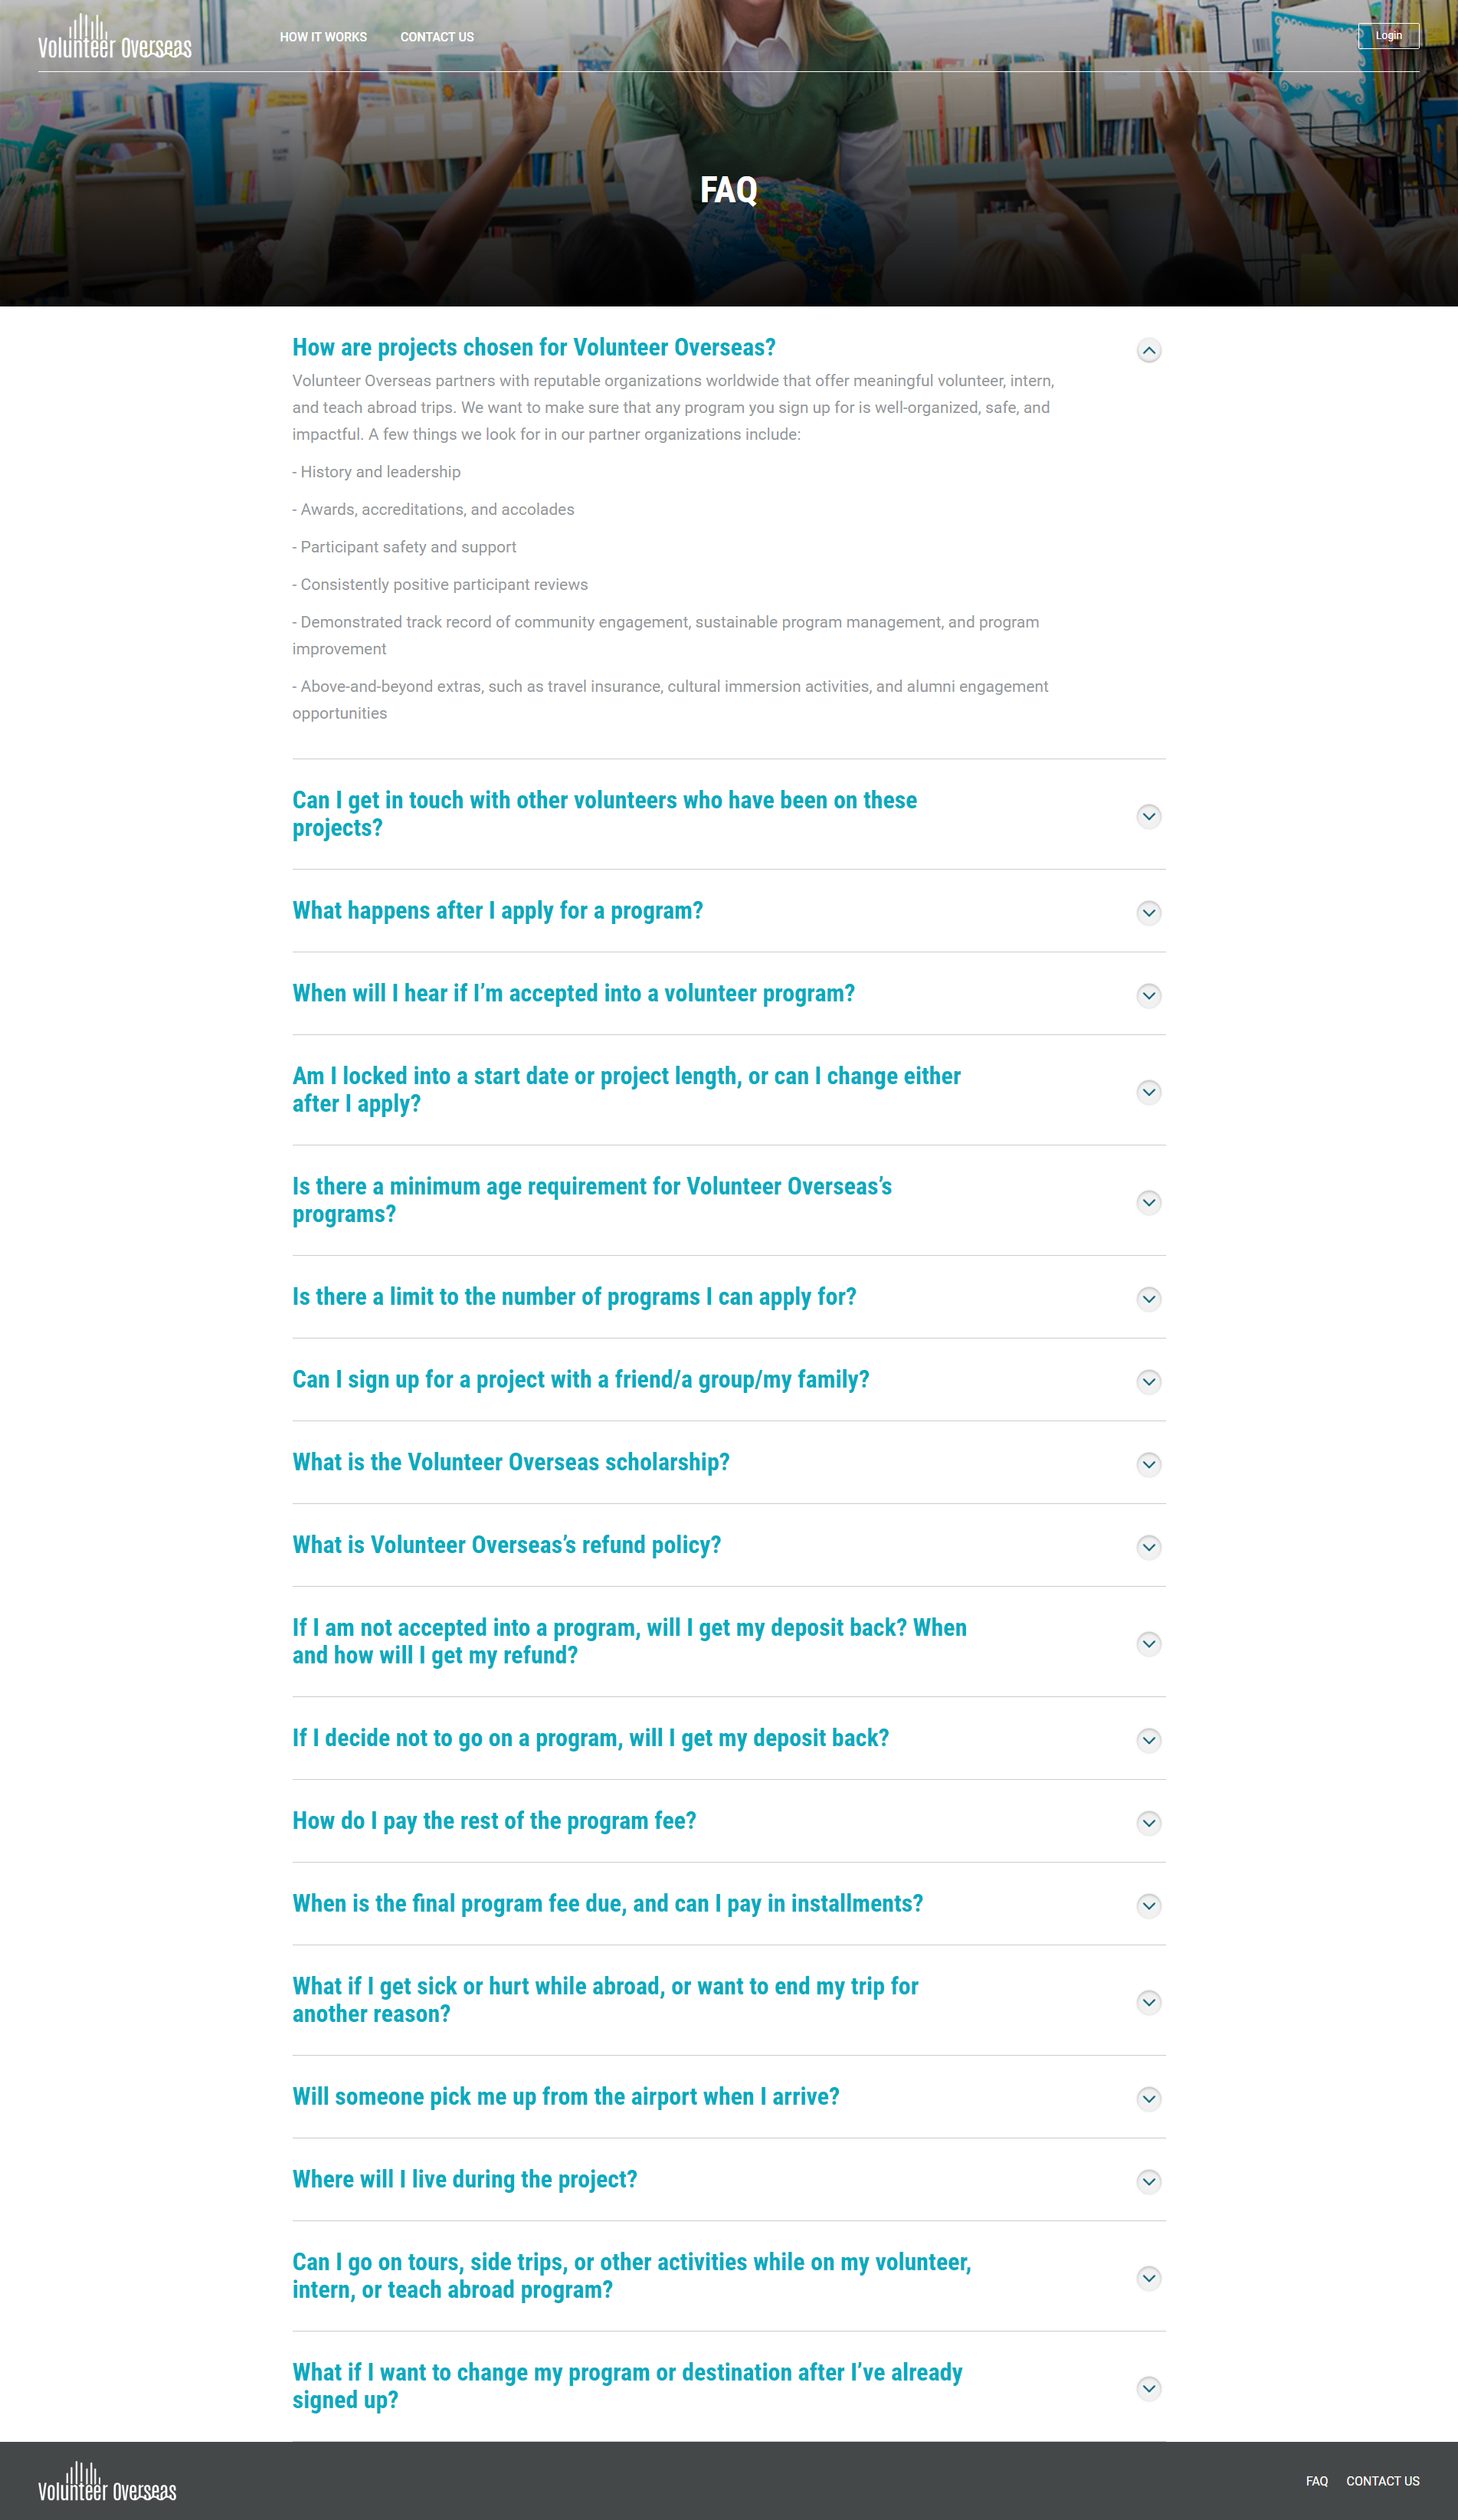 Volunteer Overseas
HOW IT WORKS
CONTACT US
Login
FAQ
How are projects chosen for Volunteer Overseas?
Volunteer Overseas partners with reputable organizations worldwide that offer meaningful volunteer, intern,
and teach abroad trips. We want to make sure that any program you sign up for is well-organized, safe, and
impactful. A few things we look for in our partner organizations include:
- History and leadership
- Awards, accreditations, and accolades
- Participant safety and support
- Consistently positive participant reviews
- Demonstrated track record of community engagement, sustainable program management, and program
improvement
- Above-and-beyond extras, such as travel insurance, cultural immersion activities, and alumni engagement
opportunities
Can I get in touch with other volunteers who have been on these
projects?
What happens after I apply for a program?
When will I hear if I’m accepted into a volunteer program?
Am I locked into a start date or project length, or can I change either
after I apply?
Is there a minimum age requirement for Volunteer Overseas’s
programs?
Is there a limit to the number of programs I can apply for?
Can I sign up for a project with a friend/a group/my family?
What is the Volunteer Overseas scholarship?
What is Volunteer Overseas’s refund policy?
If I am not accepted into a program, will I get my deposit back? When
and how will I get my refund?
If I decide not to go on a program, will I get my deposit back?
How do I pay the rest of the program fee?
When is the final program fee due, and can I pay in installments?
What if I get sick or hurt while abroad, or want to end my trip for
another reason?
Will someone pick me up from the airport when I arrive?
Where will I live during the project?
Can I go on tours, side trips, or other activities while on my volunteer,
intern, or teach abroad program?
What if I want to change my program or destination after I’ve already
signed up?
Volunteer Overseas
FAQ
CONTACT US